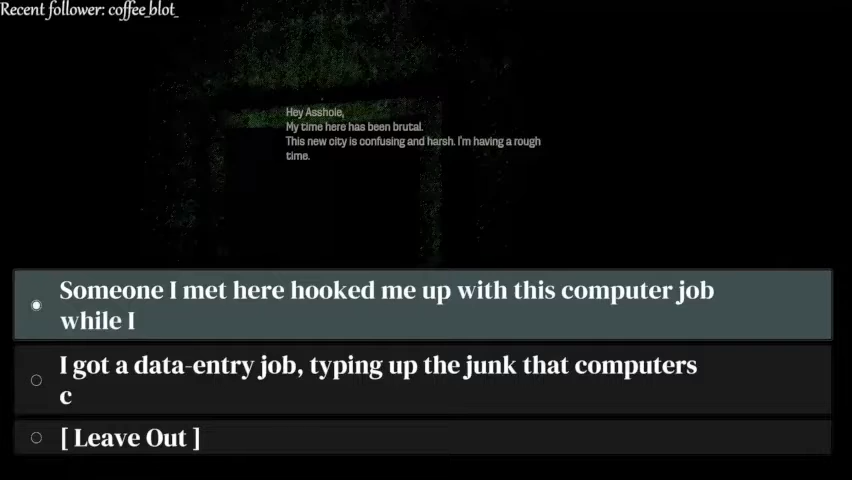 Recent follower: coffee_blot_
Hey Asshole,
My time here has been brutal.
This new city is confusing and harsh. I'm having a rough
time.
Someone I met here hooked me up with this computer job
while I
I got a data-entry job, typing up the junk that computers
c
[ Leave Out ]